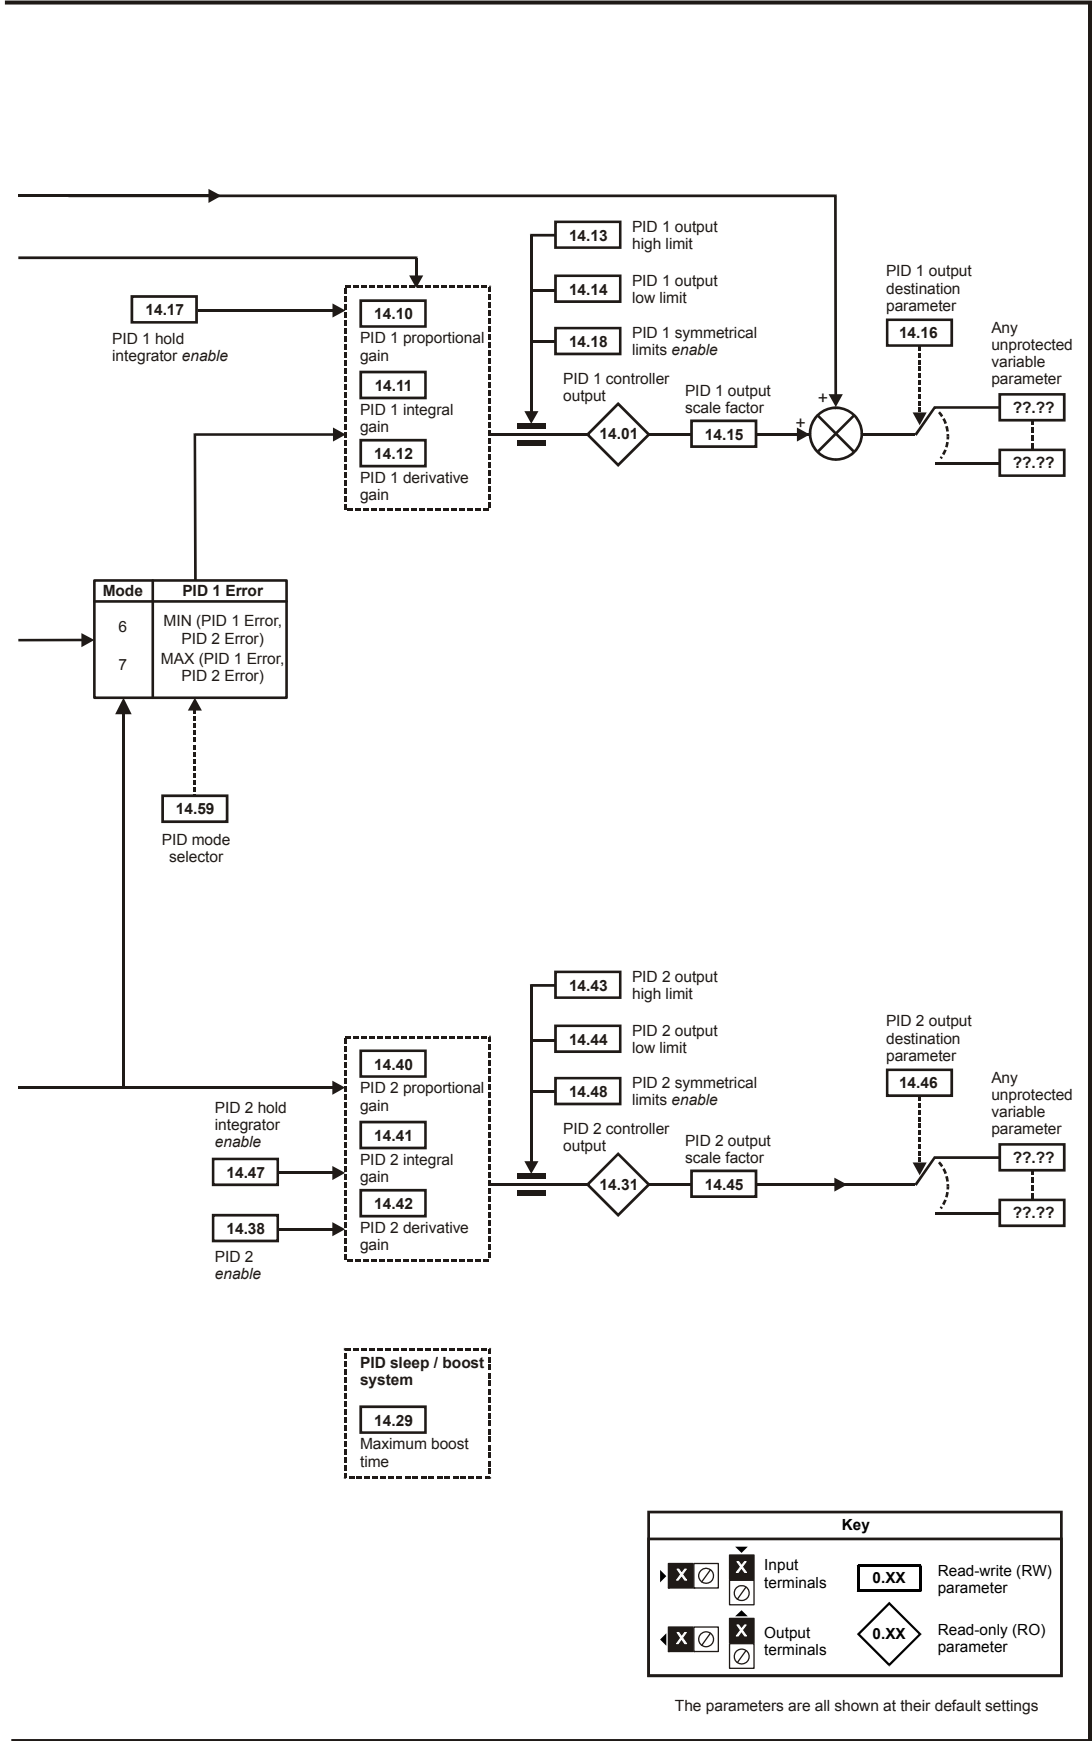 14.13
PID 1 output
high limit
14.14
PID 1 output
low limit
14.18
PID 1 symmetrical
limits enable
14.17
PID 1 hold
integrator enable
14.10
PID 1 proportional
gain
14.11
PID 1 integral
gain
14.12
PID 1 derivative
gain
PID 1 controller
output
14.01
PID 1 output
scale factor
14.15
+
+
PID 1 output
destination
parameter
14.16
Any
unprotected
variable
parameter
??.??
??.??
Mode
PID 1 Error
6
MIN (PID 1 Error,
PID 2 Error)
7
MAX (PID 1 Error,
PID 2 Error)
14.59
PID mode
selector
14.43
PID 2 output
high limit
14.44
PID 2 output
low limit
14.48
PID 2 symmetrical
limits enable
14.40
PID 2 proportional
gain
14.41
PID 2 integral
gain
14.42
PID 2 derivative
gain
PID 2 hold
integrator
enable
14.47
14.38
PID 2
enable
PID 2 controller
output
14.31
PID 2 output
scale factor
14.45
PID 2 output
destination
parameter
14.46
Any
unprotected
variable
parameter
??.??
??.??
PID sleep / boost
system
14.29
Maximum boost
time
Key
X
X
Input
terminals
0.XX
Read-write (RW)
parameter
X
X
Output
terminals
0.XX
Read-only (RO)
parameter
The parameters are all shown at their default settings